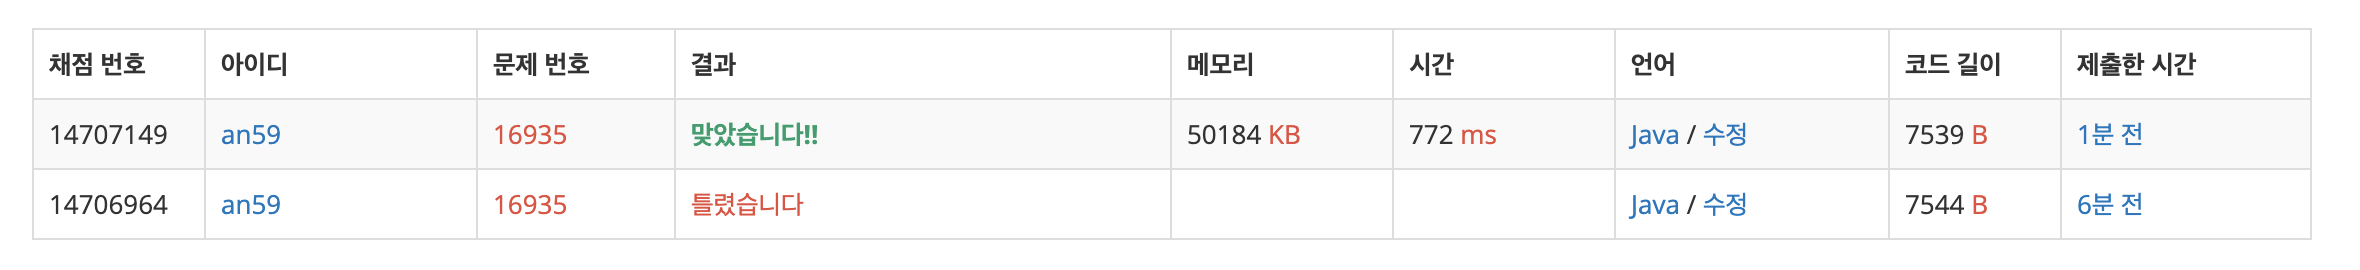 채점 번호 아이디 문제 번호 결과 메모리 시간 언어 코드 길이 제출한 시간
14707149 an59 16935 맞았습니다!! 50184 KB 772 ms Java / 수정 7539 B 1분 전
14706964 an59 16935 틀렸습니다 Java / 수정 7544 B 6분 전